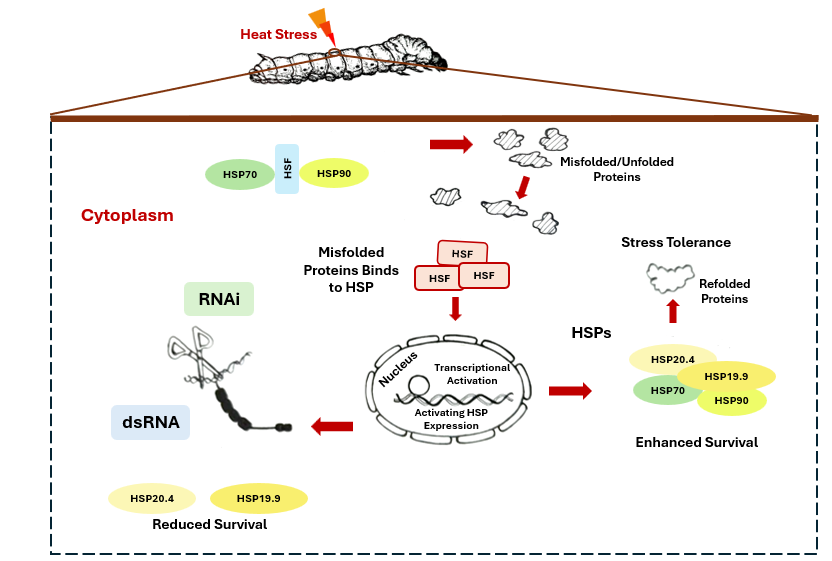 Heat Stress
HSP70
HSF
HSP90
Misfolded/Unfolded
Proteins
Cytoplasm
Misfolded
Proteins Binds
to HSP
HSF
HSF
HSF
Stress Tolerance
Refolded
Proteins
RNAi
HSPs
Nucleus
Transcriptional
Activation
Activating HSP
Expression
HSP20.4
HSP19.9
HSP70
HSP90
dsRNA
Enhanced Survival
HSP20.4
HSP19.9
Reduced Survival